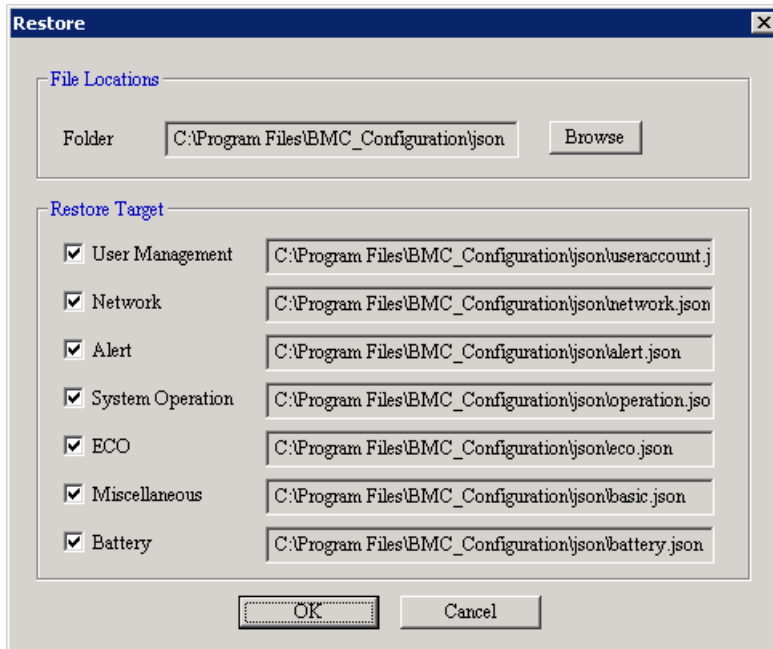 Restore
File Locations
Folder C:\Program Files\BMC_Configuration\json Browse
Restore Target
User Management C:\Program Files\BMC_Configuration\json\useraccount.j
Network C:\Program Files\BMC_Configuration\json\network.json
Alert C:\Program Files\BMC_Configuration\json\alert.json
System Operation C:\Program Files\BMC_Configuration\json\operation.jso
ECO C:\Program Files\BMC_Configuration\json\eco.json
Miscellaneous C:\Program Files\BMC_Configuration\json\basic.json
Battery C:\Program Files\BMC_Configuration\json\battery.json
OK Cancel